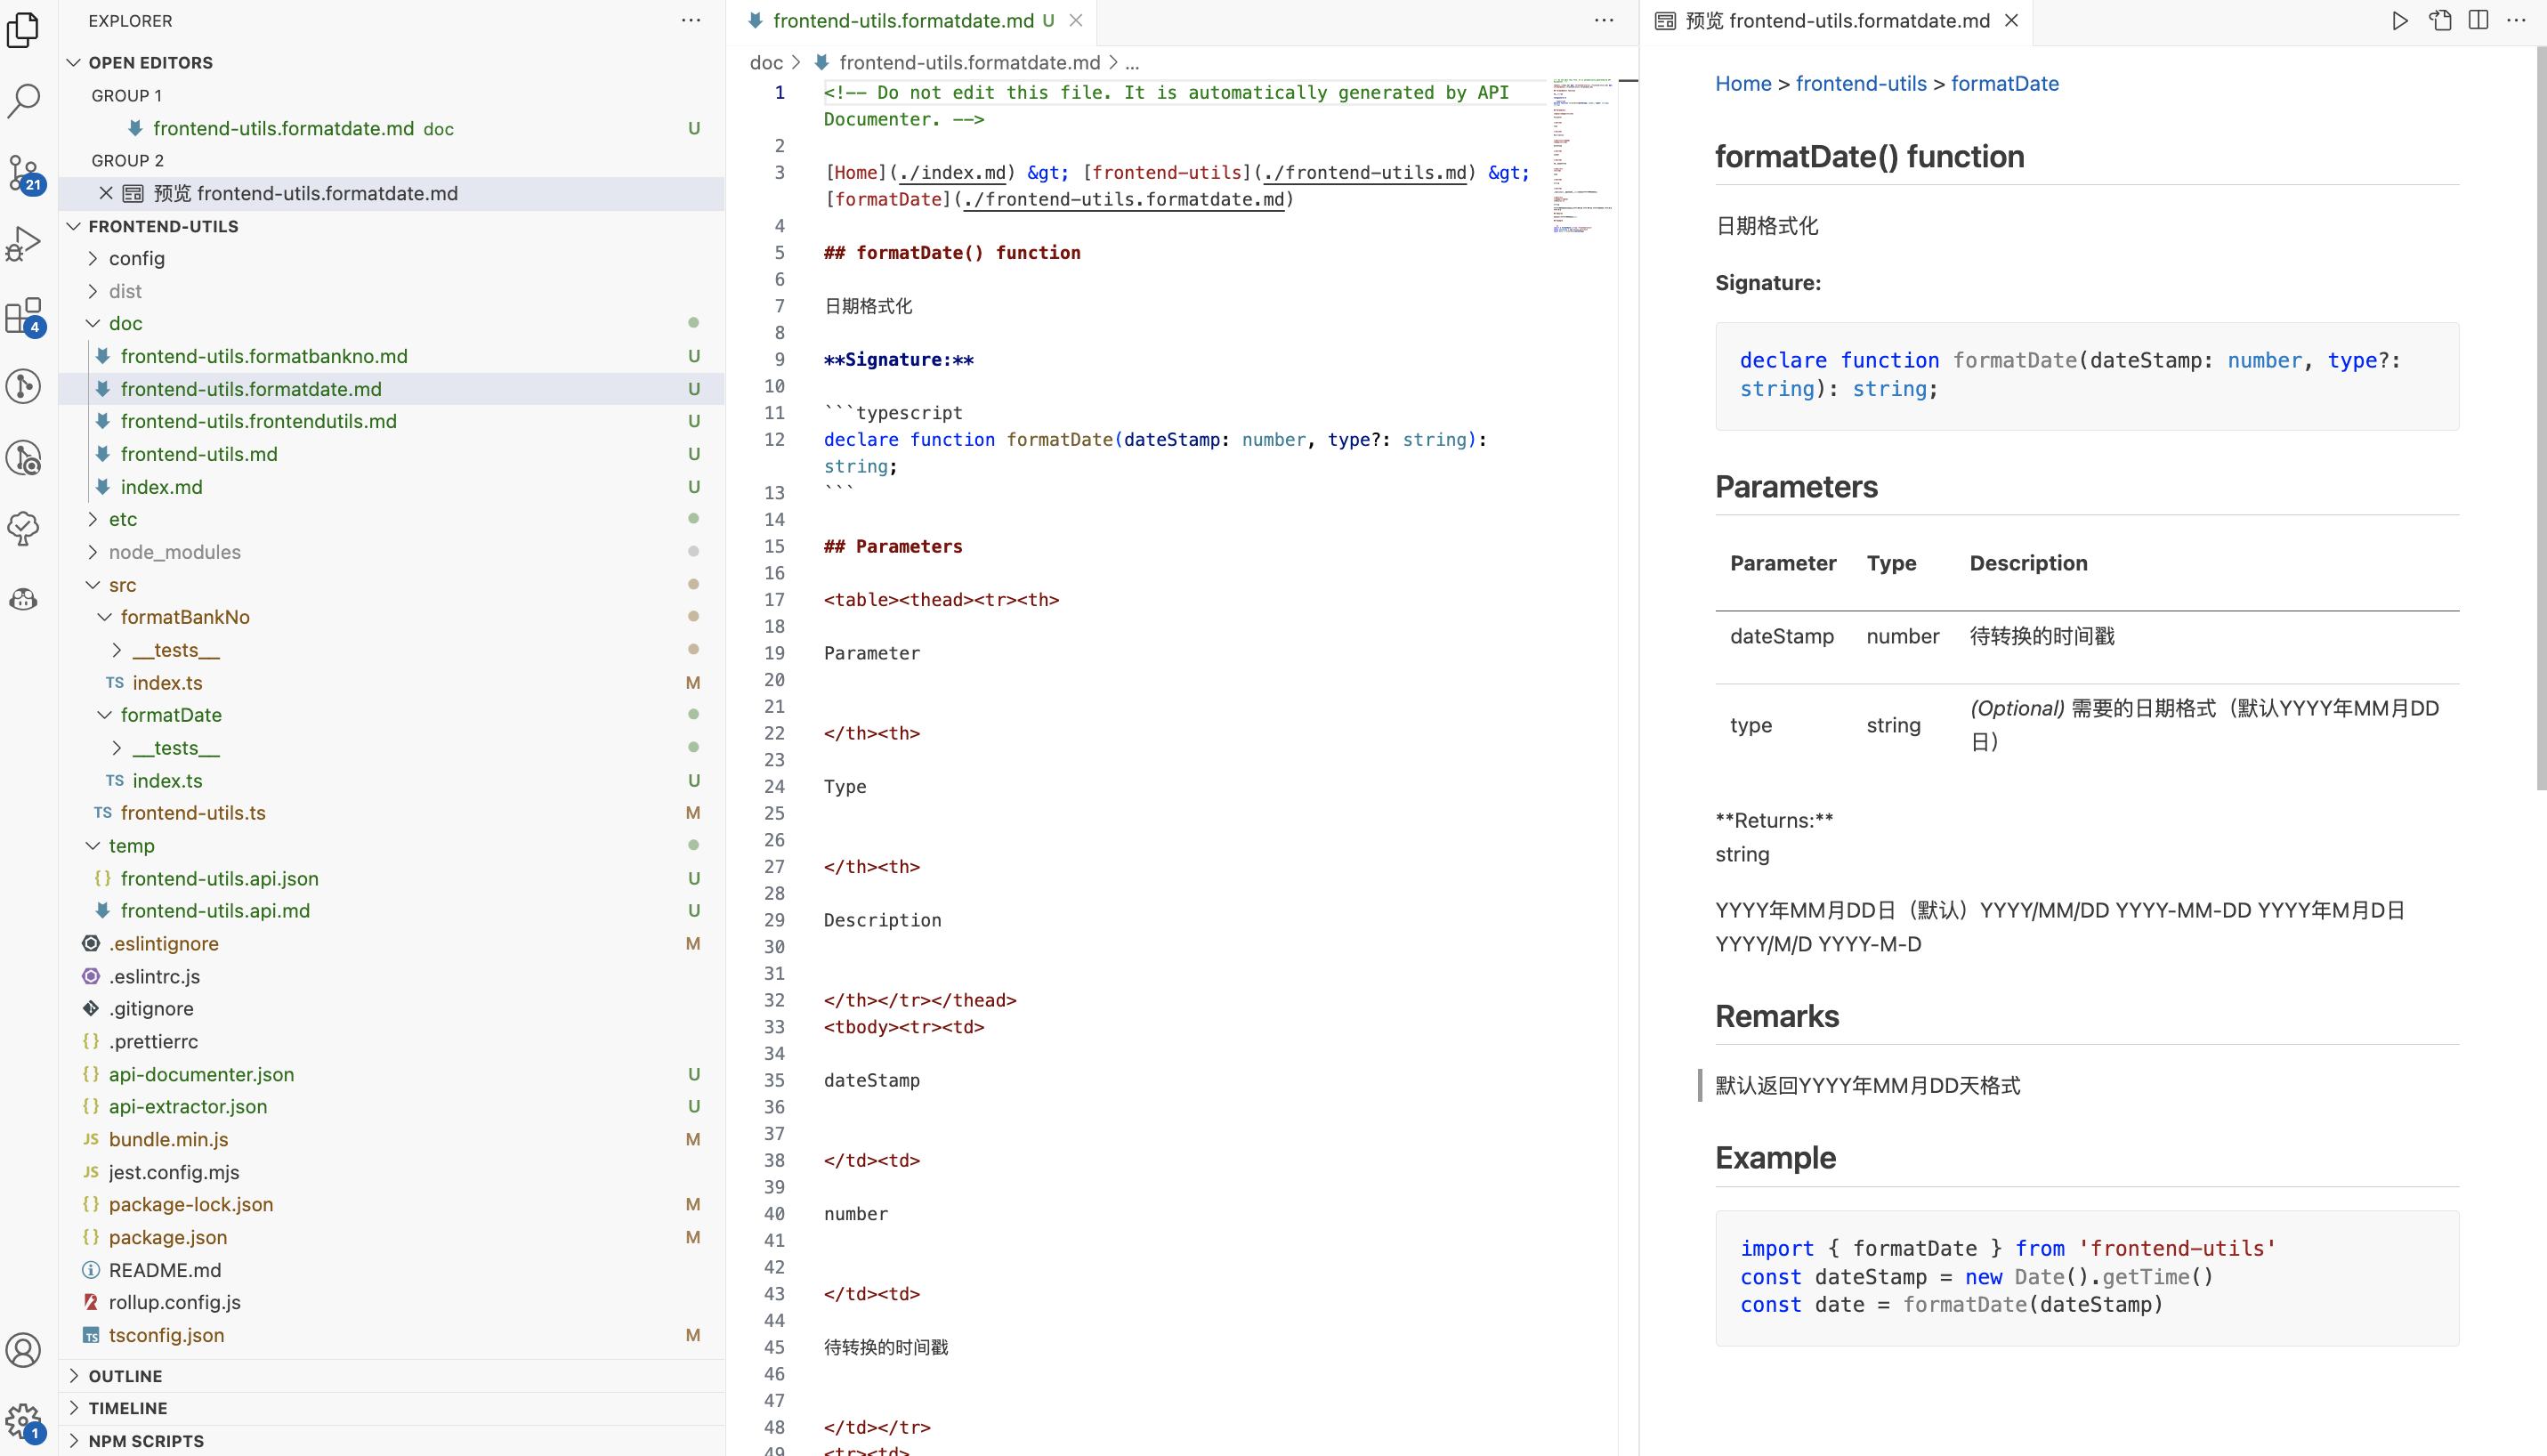 EXPLORER
OPEN EDITORS
GROUP 1
frontend-utils.formatdate.md doc U
GROUP 2
预览 frontend-utils.formatdate.md
FRONTEND-UTILS
config
dist
doc
frontend-utils.formatbankno.md U
frontend-utils.formatdate.md U
frontend-utils.frontendutils.md U
frontend-utils.md U
index.md U
etc
node_modules
src
formatBankNo
__tests__
TS index.ts M
formatDate
__tests__
TS index.ts U
TS frontend-utils.ts M
temp
{} frontend-utils.api.json U
frontend-utils.api.md U
.eslintignore M
.eslintrc.js
.gitignore
{} .prettierrc
{} api-documenter.json U
{} api-extractor.json U
JS bundle.min.js M
JS jest.config.mjs
{} package-lock.json M
{} package.json M
README.md
rollup.config.js
TS tsconfig.json M
OUTLINE
TIMELINE
NPM SCRIPTS
21
4
1
frontend-utils.formatdate.md U
doc > frontend-utils.formatdate.md > ...
1 <!-- Do not edit this file. It is automatically generated by API
Documenter. -->
2
3 [Home](./index.md) &gt; [frontend-utils](./frontend-utils.md) &gt;
[formatDate](./frontend-utils.formatdate.md)
4
5 ## formatDate() function
6
7 日期格式化
8
9 **Signature:**
10
11 ```typescript
12 declare function formatDate(dateStamp: number, type?: string):
string;
13 ```
14
15 ## Parameters
16
17 <table><thead><tr><th>
18
19 Parameter
20
21
22 </th><th>
23
24 Type
25
26
27 </th><th>
28
29 Description
30
31
32 </th></tr></thead>
33 <tbody><tr><td>
34
35 dateStamp
36
37
38 </td><td>
39
40 number
41
42
43 </td><td>
44
45 待转换的时间戳
46
47
48 </td></tr>
49 <tr><td>
预览 frontend-utils.formatdate.md
Home > frontend-utils > formatDate
formatDate() function
日期格式化
Signature:
declare function formatDate(dateStamp: number, type?:
string): string;
Parameters
Parameter Type Description
dateStamp number 待转换的时间戳
type string (Optional) 需要的日期格式（默认YYYY年MM月DD
日）
**Returns:**
string
YYYY年MM月DD日（默认）YYYY/MM/DD YYYY-MM-DD YYYY年M月D日
YYYY/M/D YYYY-M-D
Remarks
默认返回YYYY年MM月DD天格式
Example
import { formatDate } from 'frontend-utils'
const dateStamp = new Date().getTime()
const date = formatDate(dateStamp)